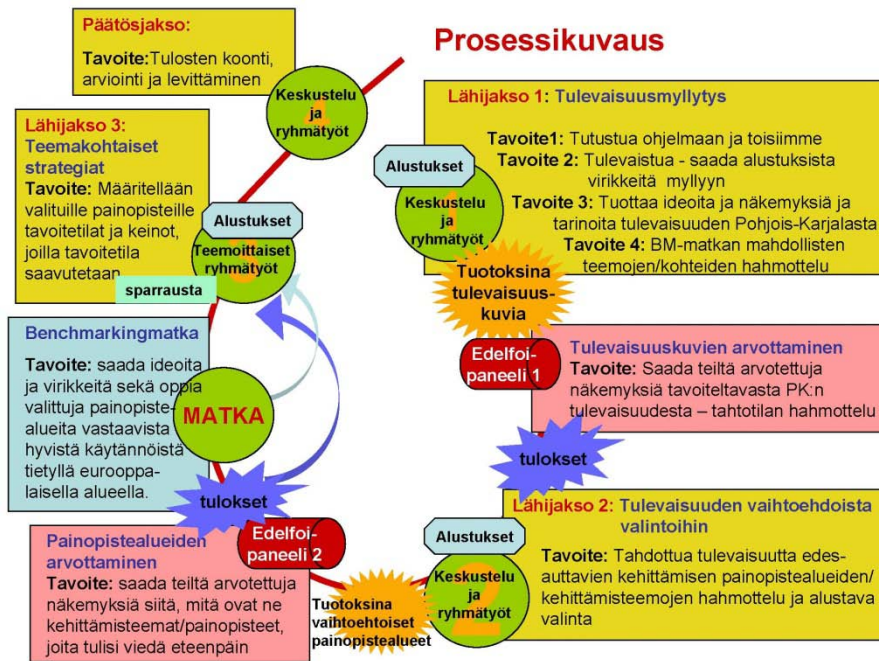 Prosessikuvaus
Lähijakso 1: Tulevaisuusmyllytys
Tavoite1: Tutustua ohjelmaan ja toisiimme
Tavoite 2: Tulevaistua - saada alustuksista
virikkeitä myllyyn
Tavoite 3: Tuottaa ideoita ja näkemyksiä ja
tarinoita tulevaisuuden Pohjois-Karjalasta
Tavoite 4: BM-matkan mahdollisten
teemojen/kohteiden hahmottelu
Alustukset
1
Keskustelu
ja
ryhmätyöt
Tuotoksina
tulevaisuus-
kuvia
Edelfoi-
paneeli 1
Tulevaisuuskuvien arvottaminen
Tavoite: Saada teiltä arvotettuja
näkemyksiä tavoiteltavasta PK:n
tulevaisuudesta – tahtotilan hahmottelu
tulokset
Lähijakso 2: Tulevaisuuden vaihtoehdoista
valintoihin
Tavoite: Tahdottua tulevaisuutta edes-
auttavien kehittämisen painopistealueiden/
kehittämisteemojen hahmottelu ja alustava
valinta
Alustukset
2
Keskustelu
ja
ryhmätyöt
Tuotoksina
vaihtoehtoiset
painopistealueet
Edelfoi-
paneeli 2
Painopistealueiden
arvottaminen
Tavoite: saada teiltä arvotettuja
näkemyksiä siitä, mitä ovat ne
kehittämisteemat/painopisteet,
joita tulisi viedä eteenpäin
tulokset
Benchmarkingmatka
Tavoite: saada ideoita
ja virikkeitä sekä oppia
valittuja painopiste-
alueita vastaavista
hyvistä käytännöistä
tietyllä eurooppa-
laisella alueella.
MATKA
Lähijakso 3:
Teemakohtaiset
strategiat
Tavoite: Määritellään
valituille painopisteille
tavoitetilat ja keinot,
joilla tavoitetila
saavutetaan
sparrausta
Alustukset
3
Teemoittaiset
ryhmätyöt
Päätösjakso:
Tavoite:Tulosten koonti,
arviointi ja levittäminen
4
Keskustelu
ja
ryhmätyöt